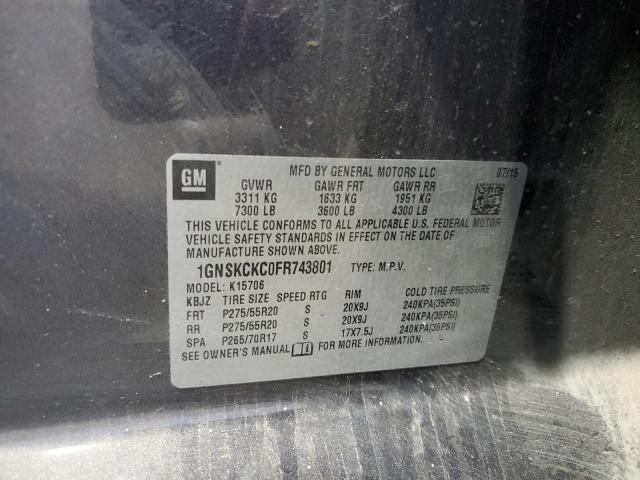 GM
MFD BY GENERAL MOTORS LLC 07/15
GVWR GAWR FRT GAWR RR
3311 KG 1633 KG 1951 KG
7300 LB 3600 LB 4300 LB
THIS VEHICLE CONFORMS TO ALL APPLICABLE U.S. FEDERAL MOTOR
VEHICLE SAFETY STANDARDS IN EFFECT ON THE DATE OF
MANUFACTURE SHOWN ABOVE.
1GNSKCKC0FR743801 TYPE: M.P.V.
MODEL: K15706
KBJZ TIRE SIZE SPEED RTG RIM COLD TIRE PRESSURE
FRT P275/55R20 S 20X9J 240KPA(35PSI)
RR P275/55R20 S 20X9J 240KPA(35PSI)
SPA P265/70R17 S 17X7.5J 240KPA(35PSI)
SEE OWNER'S MANUAL FOR MORE INFORMATION.